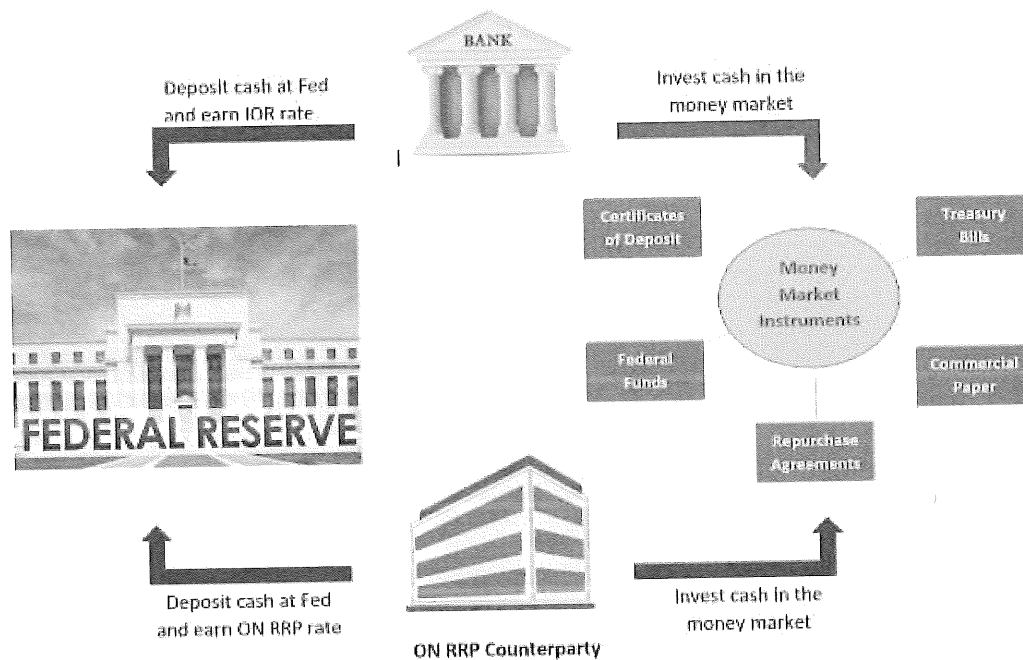 BANK
Deposit cash at Fed
and earn IOR rate
Invest cash in the
money market
Certificates
of Deposit
Treasury
Bills
Money
Market
Instruments
Federal
Funds
Commercial
Paper
Repurchase
Agreements
FEDERAL RESERVE
Deposit cash at Fed
and earn ON RRP rate
Invest cash in the
money market
ON RRP Counterparty